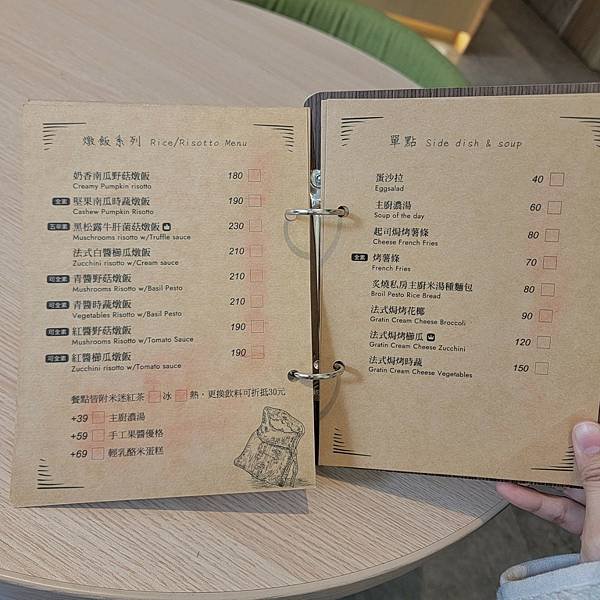 燉飯系列 Rice/Risotto Menu
奶香南瓜野菇燉飯 180
Creamy Pumpkin risotto
全素 堅果南瓜時蔬燉飯 190
Cashew Pumpkin Risotto
五辛素 黑松露牛肝菌菇燉飯 230
Muschrooms risotto w/Truffle sauce
法式白醬櫛瓜燉飯 210
Zucchini risotto w/Cream sauce
可全素 青醬野菇燉飯 210
Mushrooms Risotto w/Basil Pesto
可全素 青醬時蔬燉飯 210
Vegetables Risotto w/Basil Pesto
可全素 紅醬野菇燉飯 190
Mushrooms Risotto w/Tomato Sauce
可全素 紅醬櫛瓜燉飯 190
Zucchini risotto w/Tomato sauce
餐點皆附米迷紅茶 冰 熱，更換飲料可折抵30元
+39 主廚濃湯
+59 手工果醬優格
+69 輕乳酪米蛋糕
單點 Side dish & soup
蛋沙拉 40
Eggsalad
主廚濃湯 60
Soup of the day
起司焗烤薯條 80
Cheese French Fries
全素 烤薯條 70
French Fries
炙燒私房主廚米湯種麵包 80
Broil Pesto Rice Bread
法式焗烤花椰 90
Gratin Cream Cheese Broccoli
法式焗烤櫛瓜 120
Gratin Cream Cheese Zucchini
法式焗烤時蔬 150
Gratin Cream Cheese Vegetables